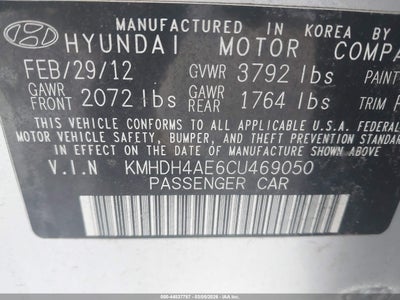 MANUFACTURED IN KOREA BY
HYUNDAI MOTOR COMPA
FEB/29/12 GVWR 3792 lbs PAINT
GAWR FRONT 2072 lbs GAWR REAR 1764 lbs TRIM
THIS VEHICLE CONFORMS TO ALL APPLICABLE U.S.A. FEDERAL
MOTOR VEHICLE SAFETY, BUMPER, AND THEFT PREVENTION STANDARDS
IN EFFECT ON THE DATE OF MANUFACTURE SHOWN ABOVE.
V.I.N KMHDH4AE6CU469050
PASSENGER CAR